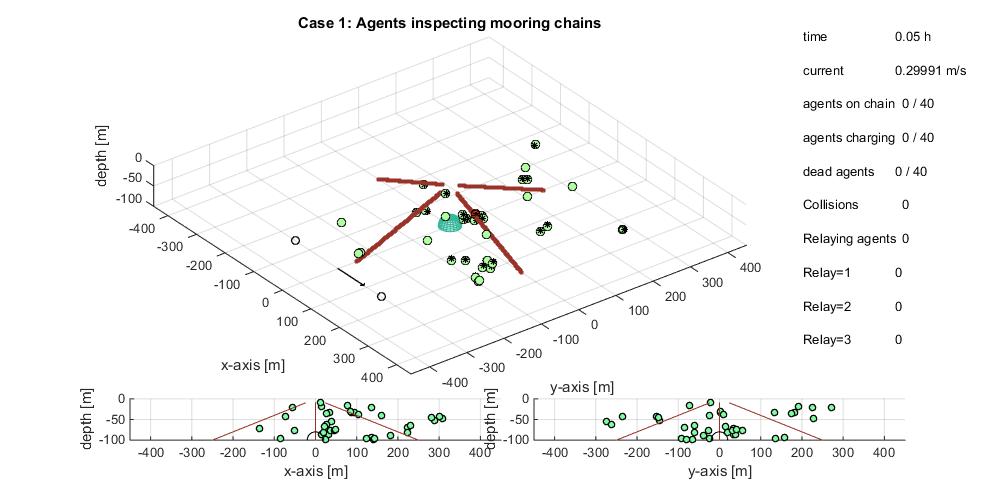 Case 1: Agents inspecting mooring chains
time 0.05 h
current 0.29991 m/s
agents on chain 0 / 40
agents charging 0 / 40
dead agents 0 / 40
Collisions 0
Relaying agents 0
Relay=1 0
Relay=2 0
Relay=3 0
depth [m]
0
-50
-100
-400
-300
-200
-100
0
100
200
300
400
x-axis [m]
-400
-300
-200
-100
0
100
200
300
400
y-axis [m]
depth [m]
0
-50
-100
-400 -300 -200 -100 0 100 200 300 400
x-axis [m]
depth [m]
0
-50
-100
-400 -300 -200 -100 0 100 200 300 400
y-axis [m]